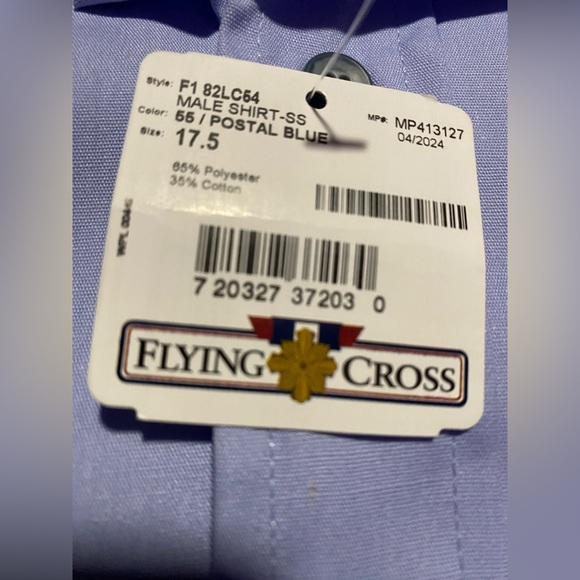 Style: F1 82LC54
MALE SHIRT-SS
Color: 55 / POSTAL BLUE
Size: 17.5
MP#: MP413127
04/2024
65% Polyester
35% Cotton
7 20327 37203 0
FLYING CROSS